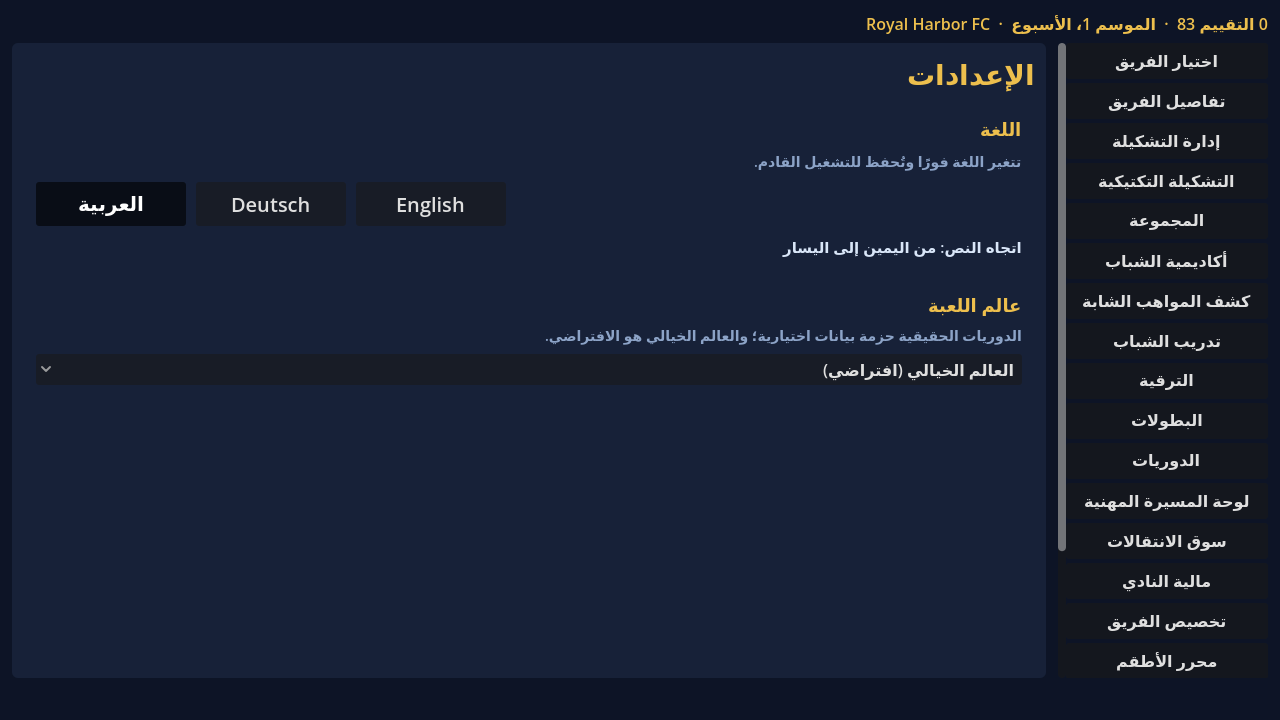 0 التقييم 83 · الموسم 1، الأسبوع · Royal Harbor FC
اختيار الفريق
تفاصيل الفريق
إدارة التشكيلة
التشكيلة التكتيكية
المجموعة
أكاديمية الشباب
كشف المواهب الشابة
تدريب الشباب
الترقية
البطولات
الدوريات
لوحة المسيرة المهنية
سوق الانتقالات
مالية النادي
تخصيص الفريق
محرر الأطقم
الإعدادات
اللغة
تتغير اللغة فورًا وتُحفظ للتشغيل القادم.
English
Deutsch
العربية
اتجاه النص: من اليمين إلى اليسار
عالم اللعبة
الدوريات الحقيقية حزمة بيانات اختيارية؛ والعالم الخيالي هو الافتراضي.
العالم الخيالي (افتراضي)